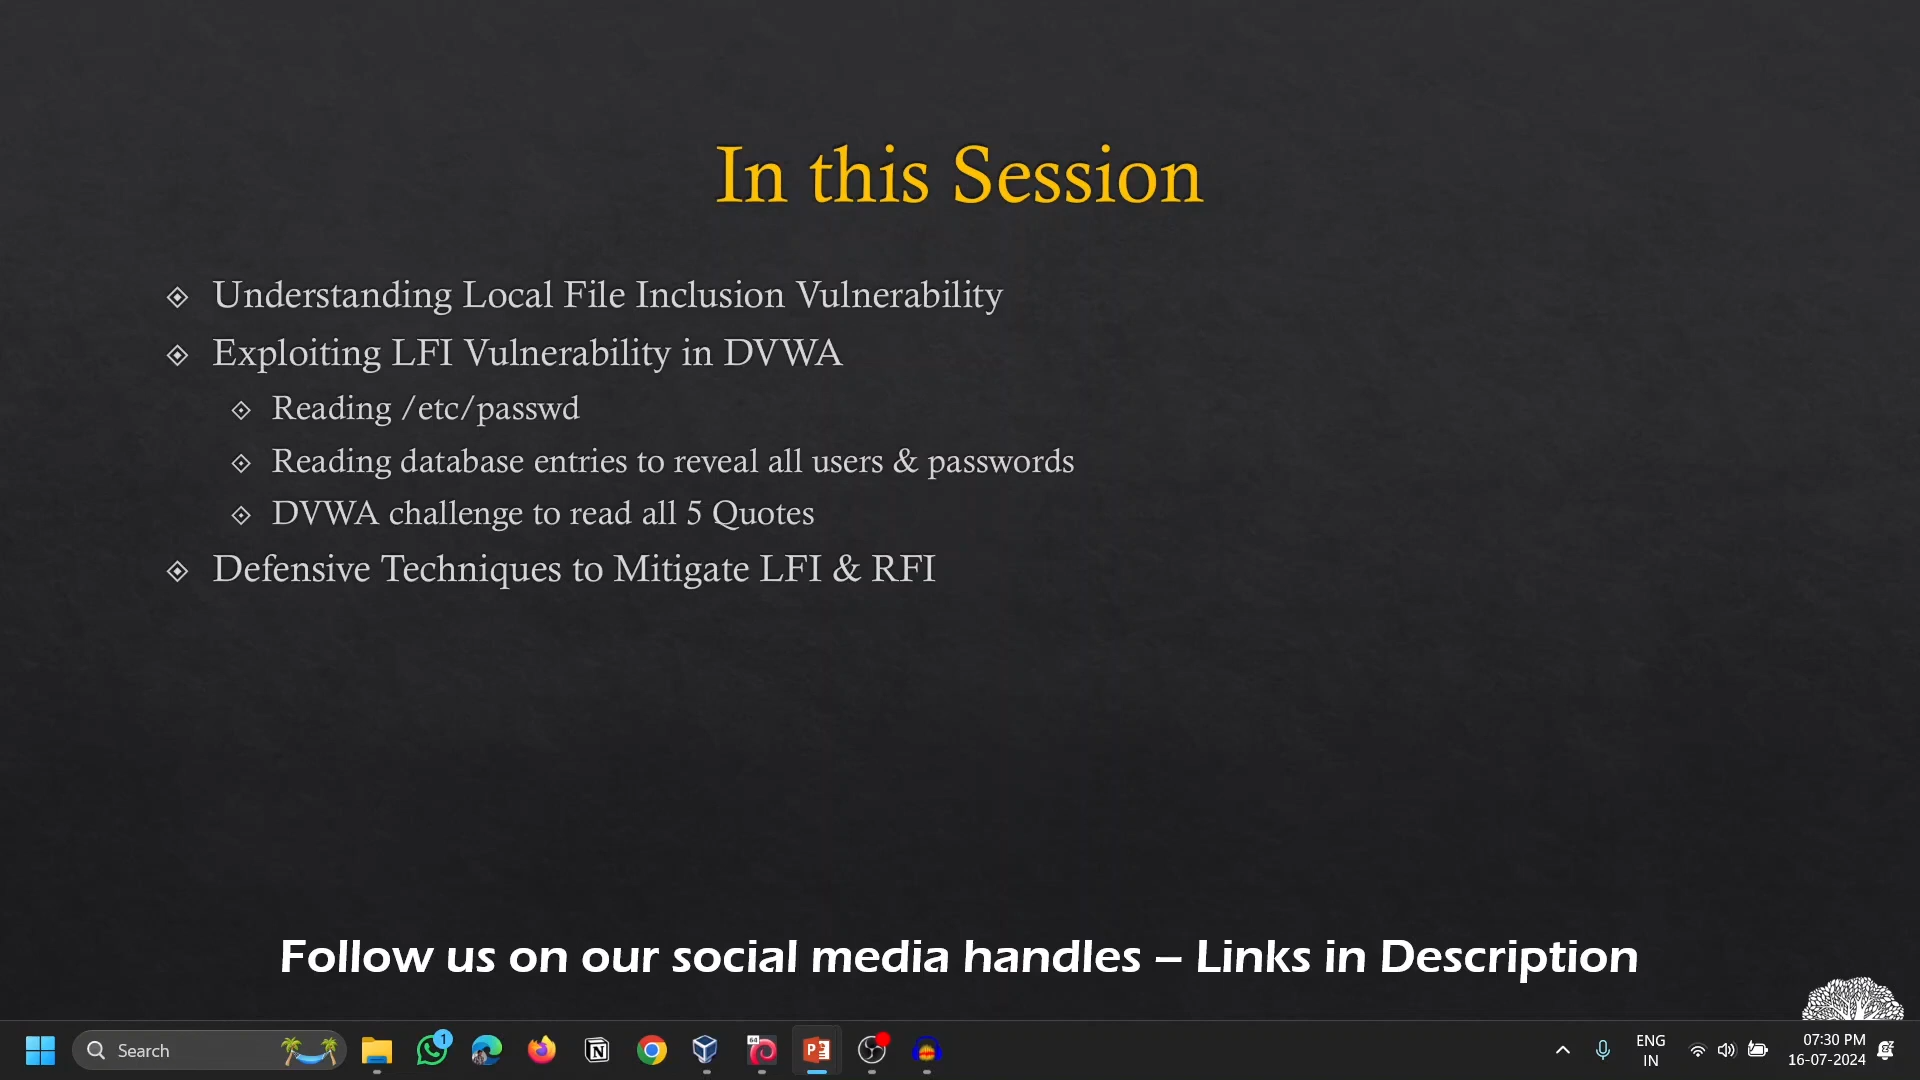 In this Session
Understanding Local File Inclusion Vulnerability
Exploiting LFI Vulnerability in DVWA
Reading /etc/passwd
Reading database entries to reveal all users & passwords
DVWA challenge to read all 5 Quotes
Defensive Techniques to Mitigate LFI & RFI
Follow us on our social media handles – Links in Description
Search
1
64
ENG
IN
07:30 PM
16-07-2024